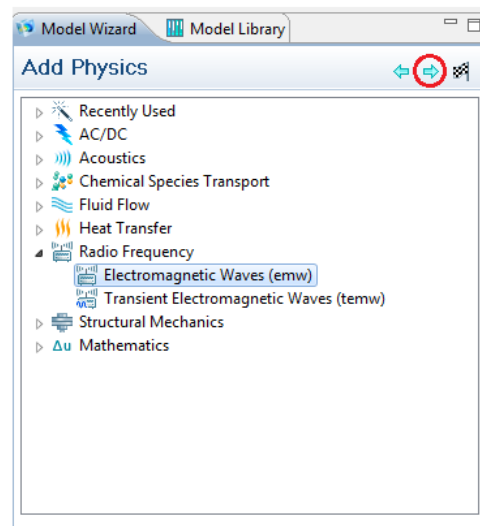 Model Wizard Model Library
Add Physics
Recently Used
AC/DC
Acoustics
Chemical Species Transport
Fluid Flow
Heat Transfer
Radio Frequency
Electromagnetic Waves (emw)
Transient Electromagnetic Waves (temw)
Structural Mechanics
Δu Mathematics